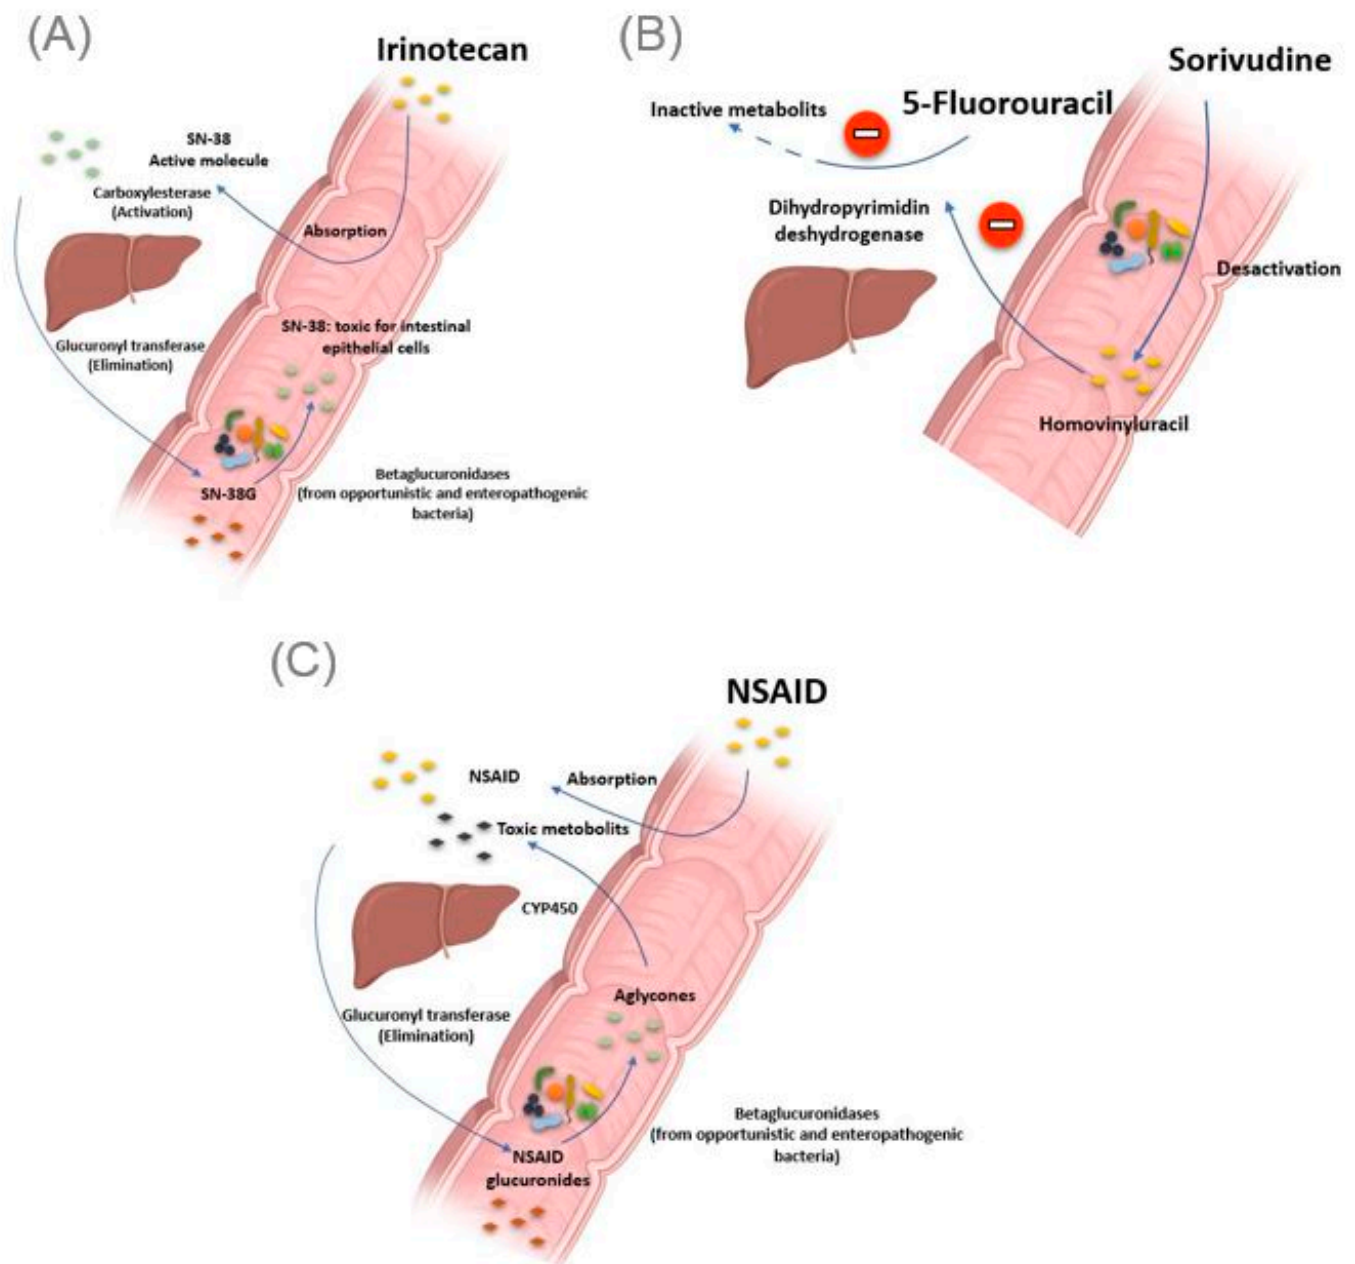 (A)
Irinotecan
SN-38
Active molecule
Carboxylesterase
(Activation)
Absorption
SN-38: toxic for intestinal
epithelial cells
Glucuronyl transferase
(Elimination)
SN-38G
Betaglucuronidases
(from opportunistic and enteropathogenic
bacteria)
(B)
Sorivudine
5-Fluorouracil
Inactive metabolits
Dihydropyrimidin
deshydrogenase
Desactivation
Homovinyluracil
(C)
NSAID
NSAID
Absorption
Toxic metobolits
CYP450
Aglycones
Glucuronyl transferase
(Elimination)
NSAID
glucuronides
Betaglucuronidases
(from opportunistic and enteropathogenic
bacteria)